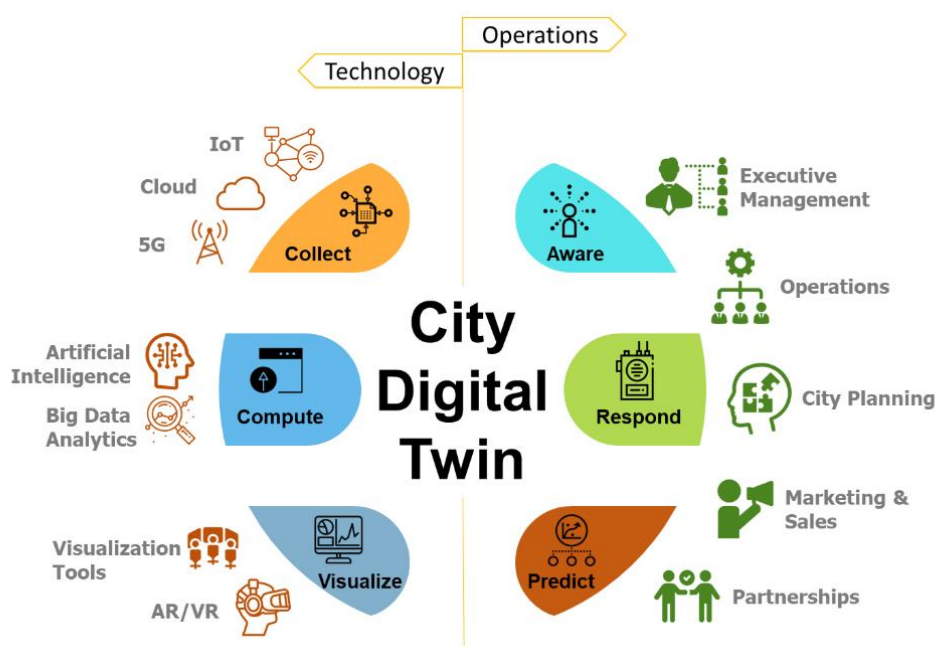 Operations
Technology
IoT
Cloud
5G
Collect
Artificial
Intelligence
Big Data
Analytics
Compute
Visualization
Tools
AR/VR
Visualize
City
Digital
Twin
Aware
Executive
Management
Operations
Respond
City Planning
Predict
Marketing &
Sales
Partnerships